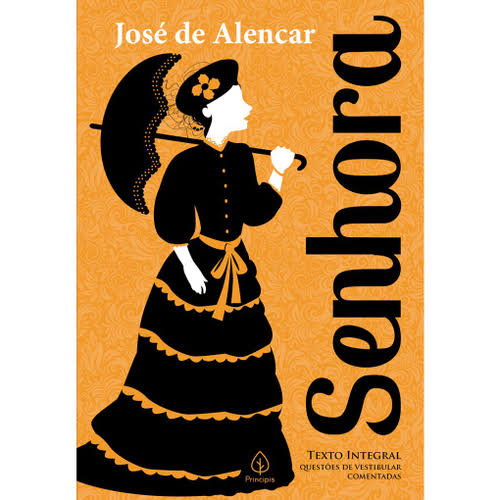 José de Alencar
Senhora
TEXTO INTEGRAL
QUESTÕES DE VESTIBULAR
COMENTADAS
Principis